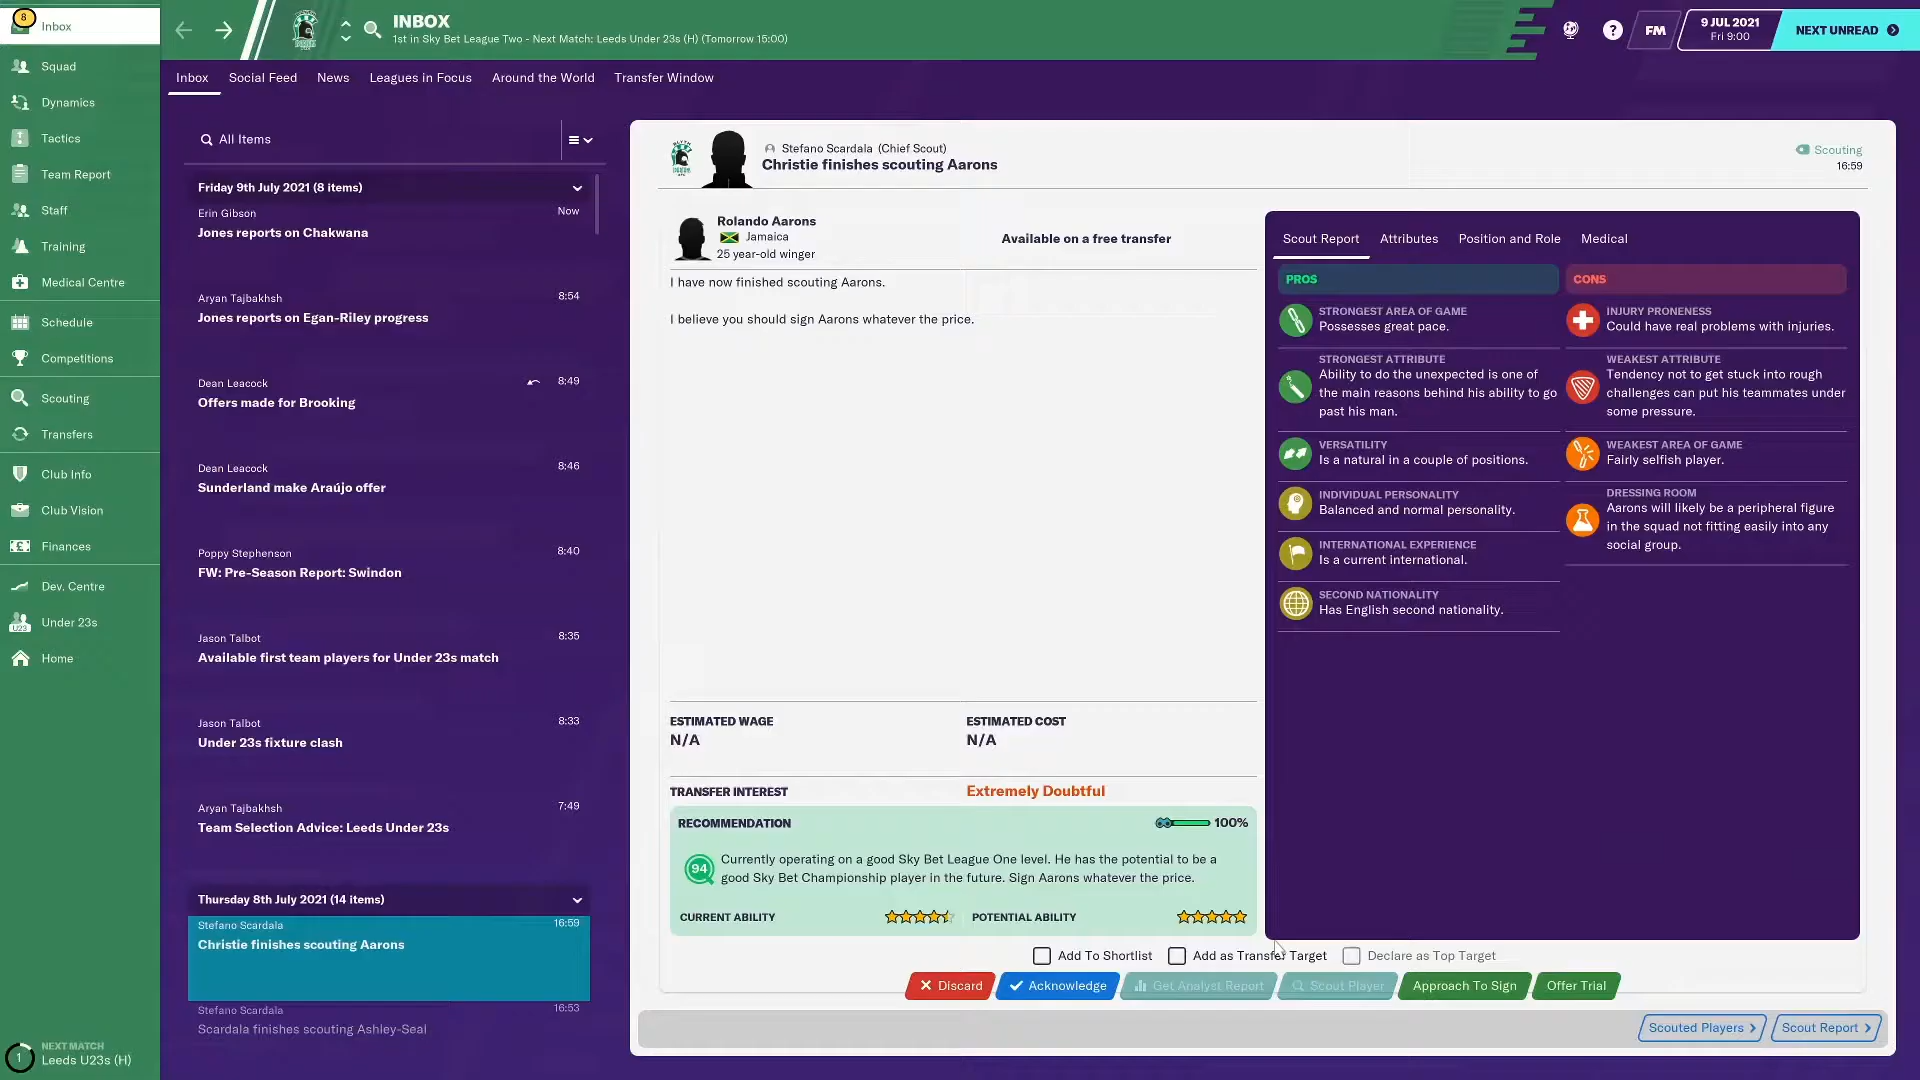 8
Inbox
INBOX
1st in Sky Bet League Two - Next Match: Leeds Under 23s (H) (Tomorrow 15:00)
FM
9 JUL 2021
Fri 9:00
NEXT UNREAD
Squad
Dynamics
Tactics
Team Report
Staff
Training
Medical Centre
Schedule
Competitions
Scouting
Transfers
Club Info
Club Vision
Finances
Dev. Centre
U23
Under 23s
Home
1
NEXT MATCH
Leeds U23s (H)
Inbox Social Feed News Leagues in Focus Around the World Transfer Window
All Items
Friday 9th July 2021 (8 items)
Erin Gibson Now
Jones reports on Chakwana
Aryan Tajbakhsh 8:54
Jones reports on Egan-Riley progress
Dean Leacock 8:49
Offers made for Brooking
Dean Leacock 8:46
Sunderland make Araújo offer
Poppy Stephenson 8:40
FW: Pre-Season Report: Swindon
Jason Talbot 8:35
Available first team players for Under 23s match
Jason Talbot 8:33
Under 23s fixture clash
Aryan Tajbakhsh 7:49
Team Selection Advice: Leeds Under 23s
Thursday 8th July 2021 (14 items)
Stefano Scardala 16:59
Christie finishes scouting Aarons
Stefano Scardala 16:53
Scardala finishes scouting Ashley-Seal
Stefano Scardala (Chief Scout)
Christie finishes scouting Aarons
Scouting
16:59
Rolando Aarons
Jamaica
25 year-old winger
Available on a free transfer
I have now finished scouting Aarons.
I believe you should sign Aarons whatever the price.
ESTIMATED WAGE
N/A
ESTIMATED COST
N/A
TRANSFER INTEREST Extremely Doubtful
RECOMMENDATION 100%
94
Currently operating on a good Sky Bet League One level. He has the potential to be a
good Sky Bet Championship player in the future. Sign Aarons whatever the price.
CURRENT ABILITY POTENTIAL ABILITY
Scout Report Attributes Position and Role Medical
PROS
STRONGEST AREA OF GAME
Possesses great pace.
STRONGEST ATTRIBUTE
Ability to do the unexpected is one of
the main reasons behind his ability to go
past his man.
VERSATILITY
Is a natural in a couple of positions.
INDIVIDUAL PERSONALITY
Balanced and normal personality.
INTERNATIONAL EXPERIENCE
Is a current international.
SECOND NATIONALITY
Has English second nationality.
CONS
INJURY PRONENESS
Could have real problems with injuries.
WEAKEST ATTRIBUTE
Tendency not to get stuck into rough
challenges can put his teammates under
some pressure.
WEAKEST AREA OF GAME
Fairly selfish player.
DRESSING ROOM
Aarons will likely be a peripheral figure
in the squad not fitting easily into any
social group.
Add To Shortlist Add as Transfer Target Declare as Top Target
Discard Acknowledge Get Analyst Report Scout Player Approach To Sign Offer Trial
Scouted Players Scout Report